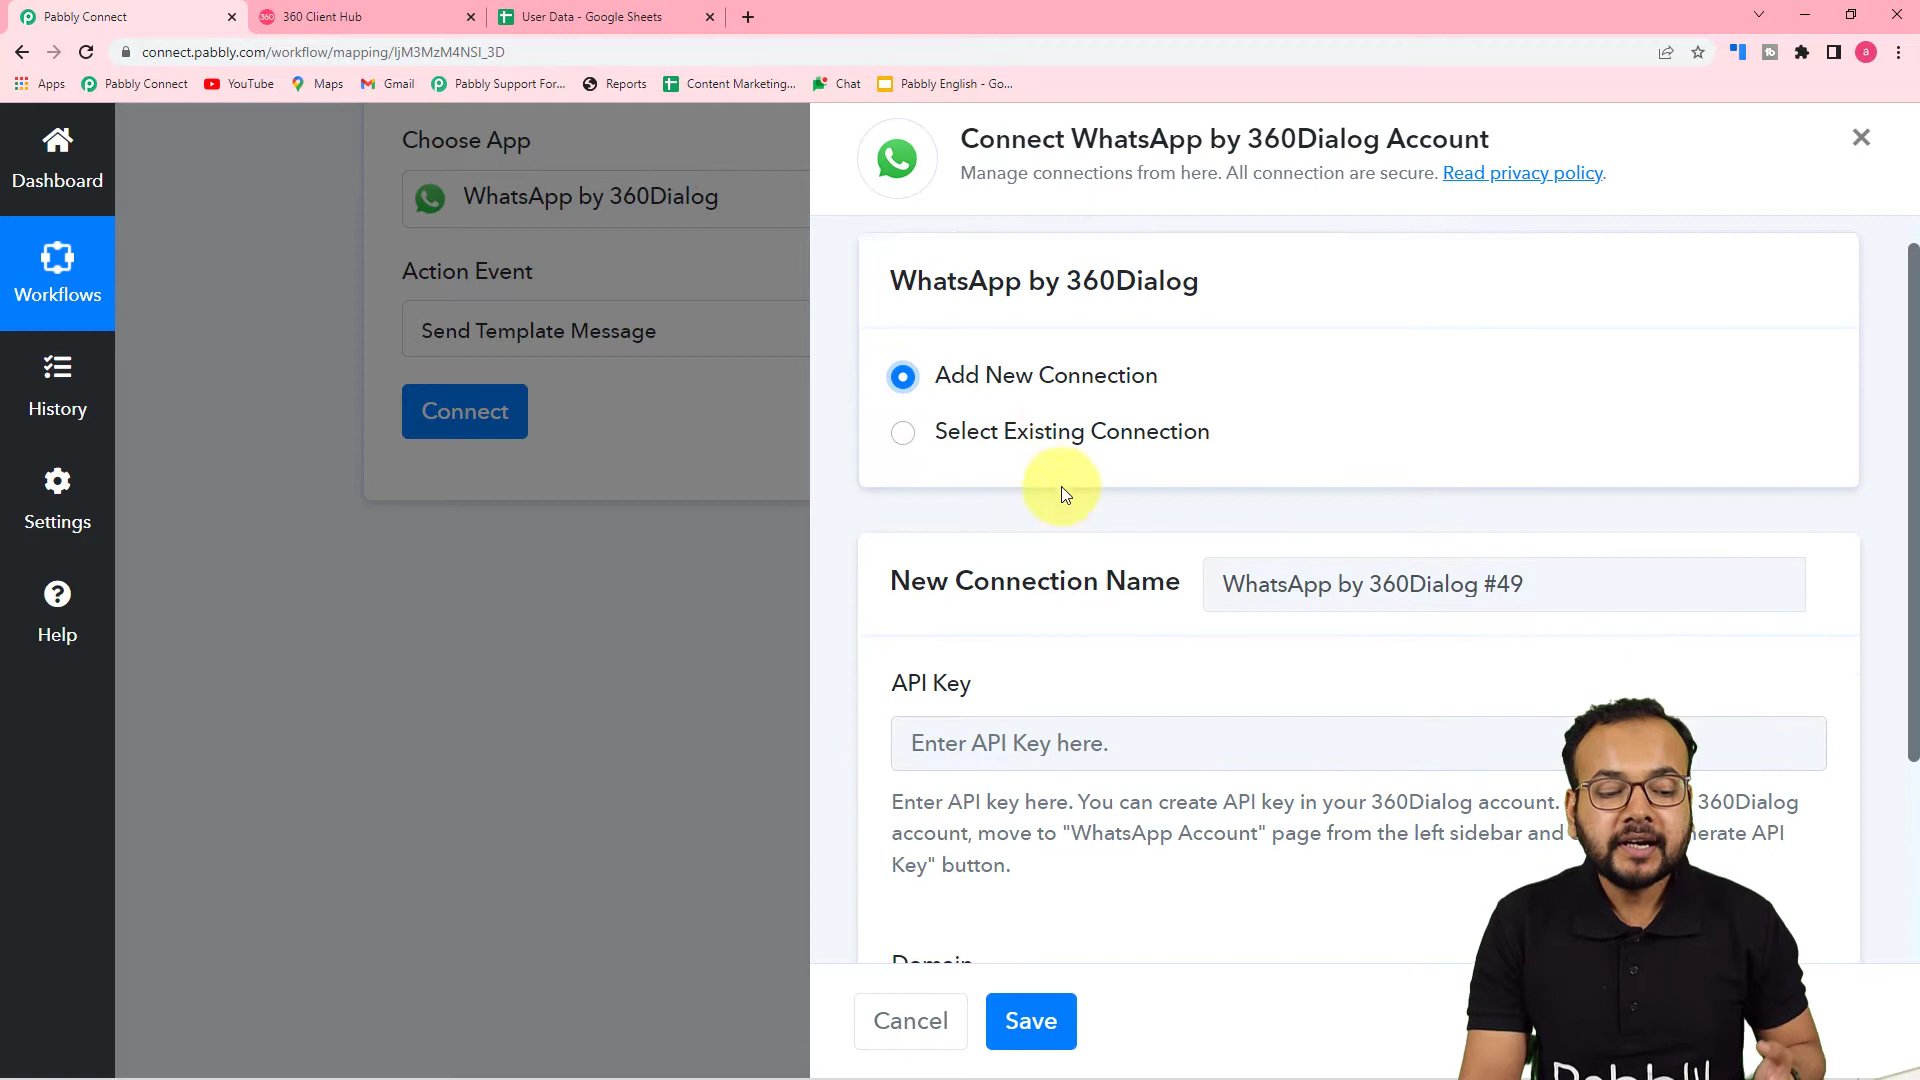 Pabbly Connect
360 Client Hub
User Data - Google Sheets
connect.pabbly.com/workflow/mapping/IjM3MzM4NSI_3D
Apps
Pabbly Connect
YouTube
Maps
Gmail
Pabbly Support For...
Reports
Content Marketing...
Chat
Pabbly English - Go...
Dashboard
Workflows
History
Settings
Help
Choose App
WhatsApp by 360Dialog
Action Event
Send Template Message
Connect
Connect WhatsApp by 360Dialog Account
Manage connections from here. All connection are secure. Read privacy policy.
WhatsApp by 360Dialog
Add New Connection
Select Existing Connection
New Connection Name
WhatsApp by 360Dialog #49
API Key
Enter API Key here.
Enter API key here. You can create API key in your 360Dialog account. 360Dialog
account, move to "WhatsApp Account" page from the left sidebar and
Key" button.
API
Domain
Cancel
Save